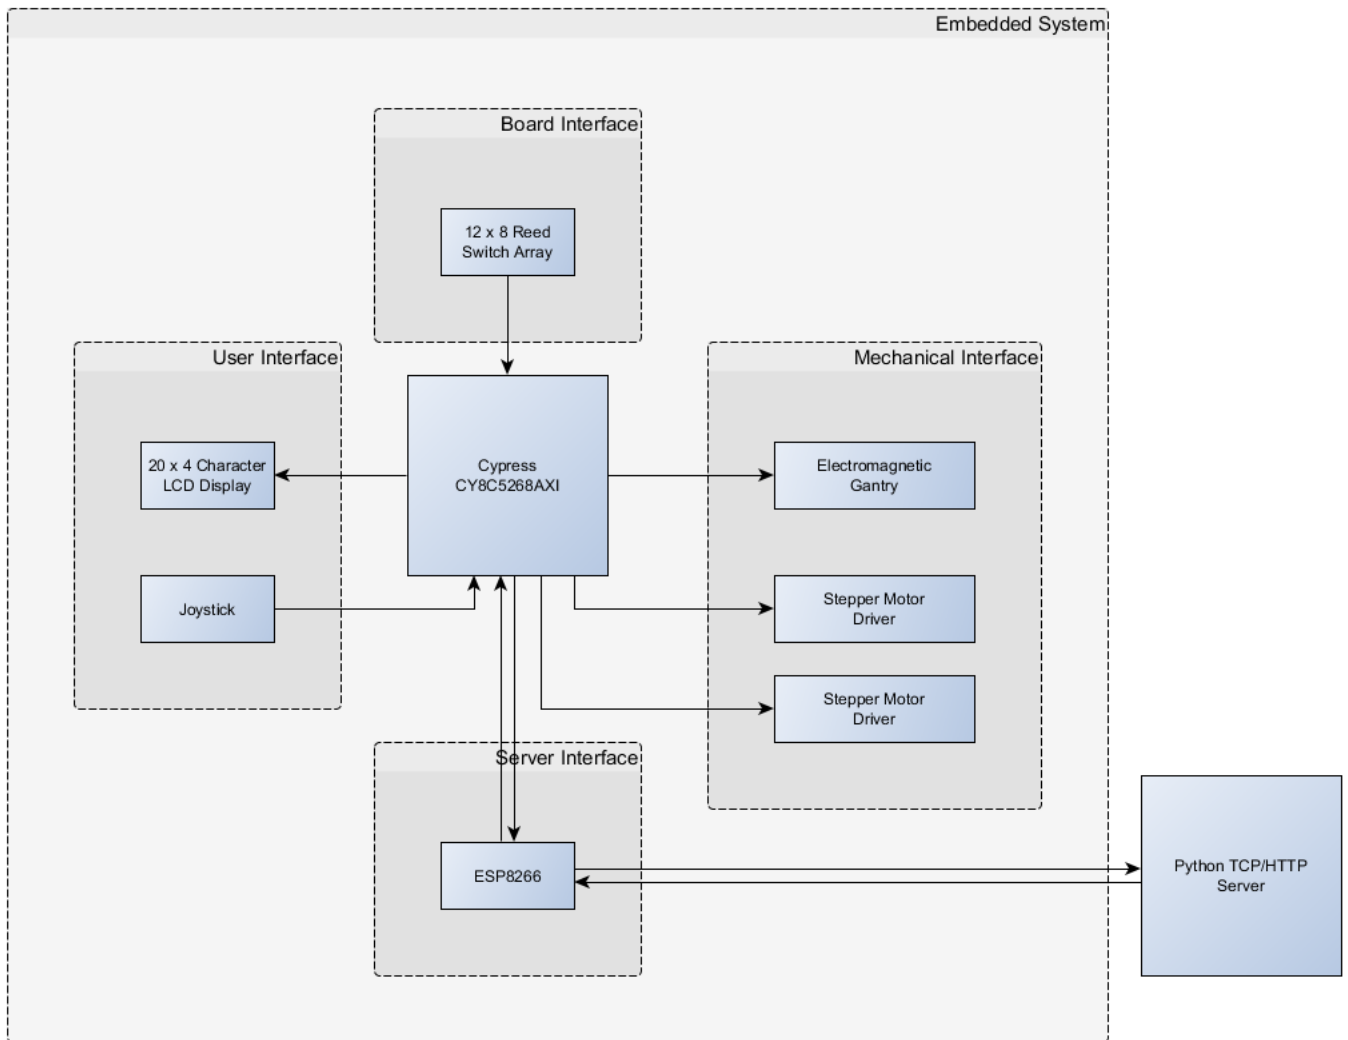 Embedded System
Board Interface
12 x 8 Reed
Switch Array
User Interface
20 x 4 Character
LCD Display
Joystick
Cypress
CY8C5268AXI
Mechanical Interface
Electromagnetic
Gantry
Stepper Motor
Driver
Stepper Motor
Driver
Server Interface
ESP8266
Python TCP/HTTP
Server